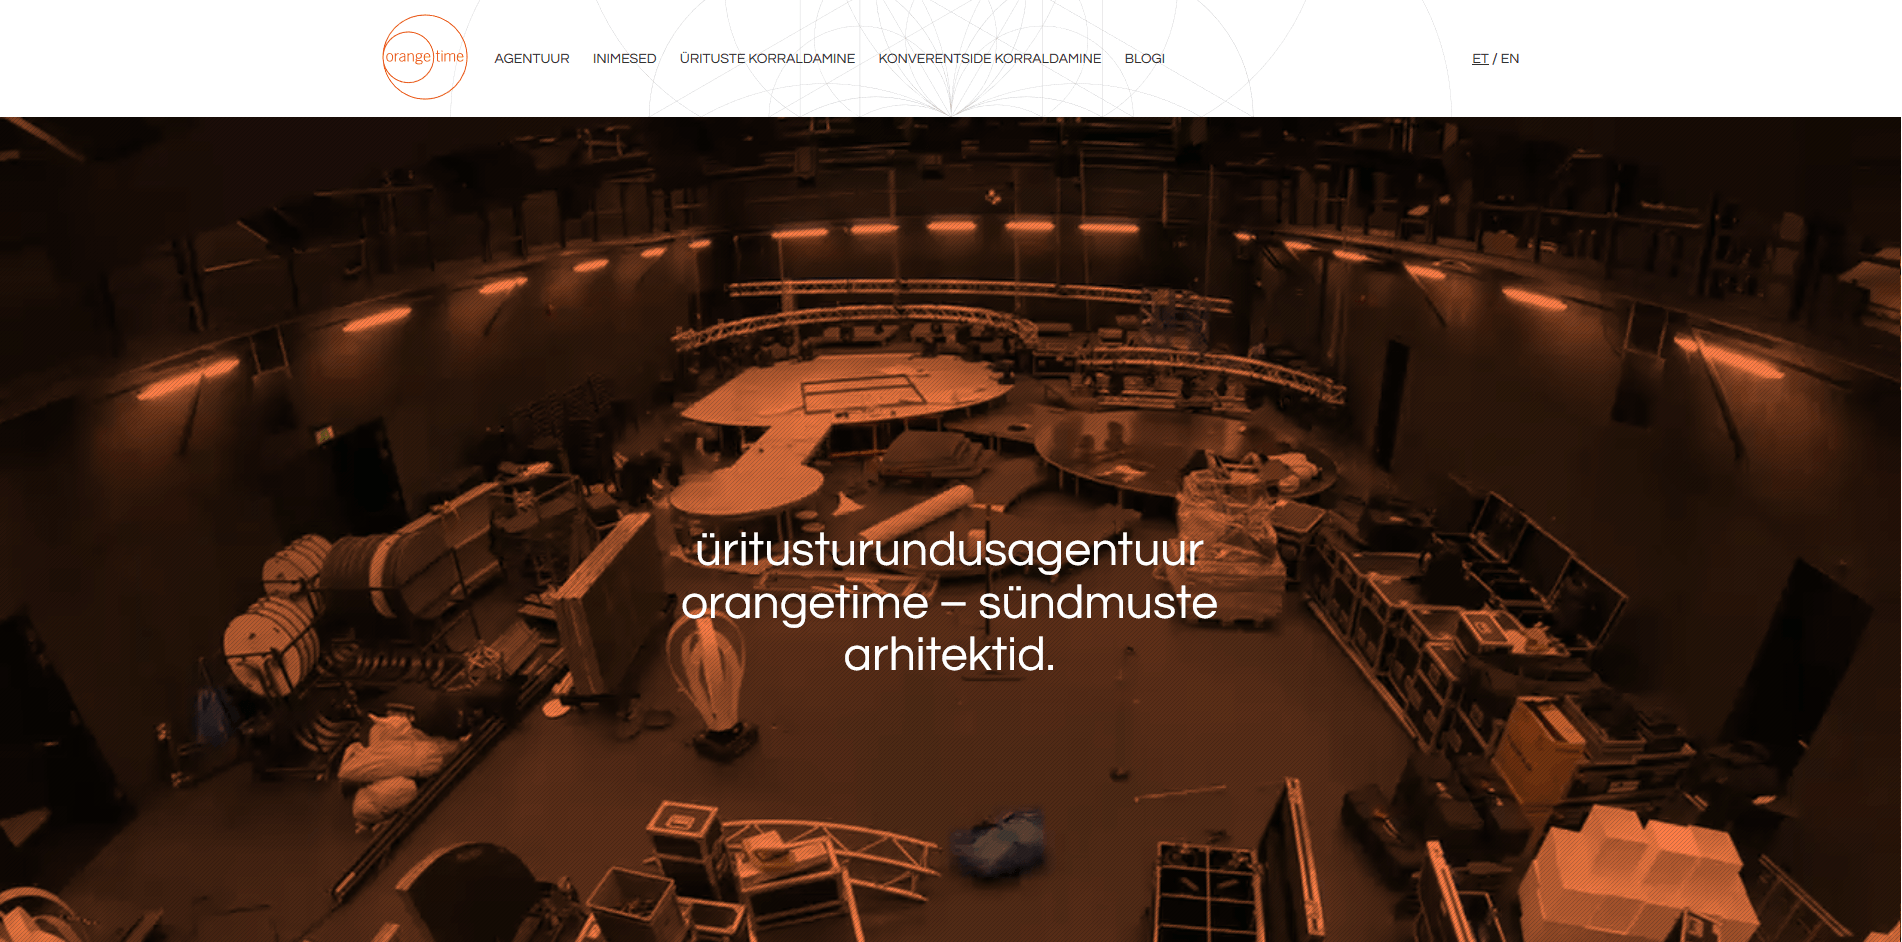 orange time
AGENTUUR
INIMESED
ÜRITUSTE KORRALDAMINE
KONVERENTSIDE KORRALDAMINE
BLOGI
ET / EN
üritusturundusagentuur
orangetime – sündmuste
arhitektid.